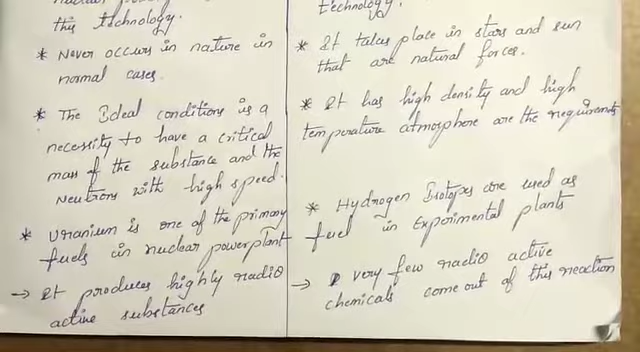 this technology.
* Never occurs in nature in
normal cases.
* The Ideal conditions is a
necessity to have a critical
mass of the substance and the
Neutrons with high speed.
* Uranium is one of the primary
fuels in nuclear powerplant
→ It produces highly radio
active substances
technology.
* It takes place in stars and sun
that are natural forces.
* It has high density and high
temperature atmosphere are the requirements
* Hydrogen Isotopes are used as
fuel in Experimental plants
→ very few radio active
chemicals come out of this reaction